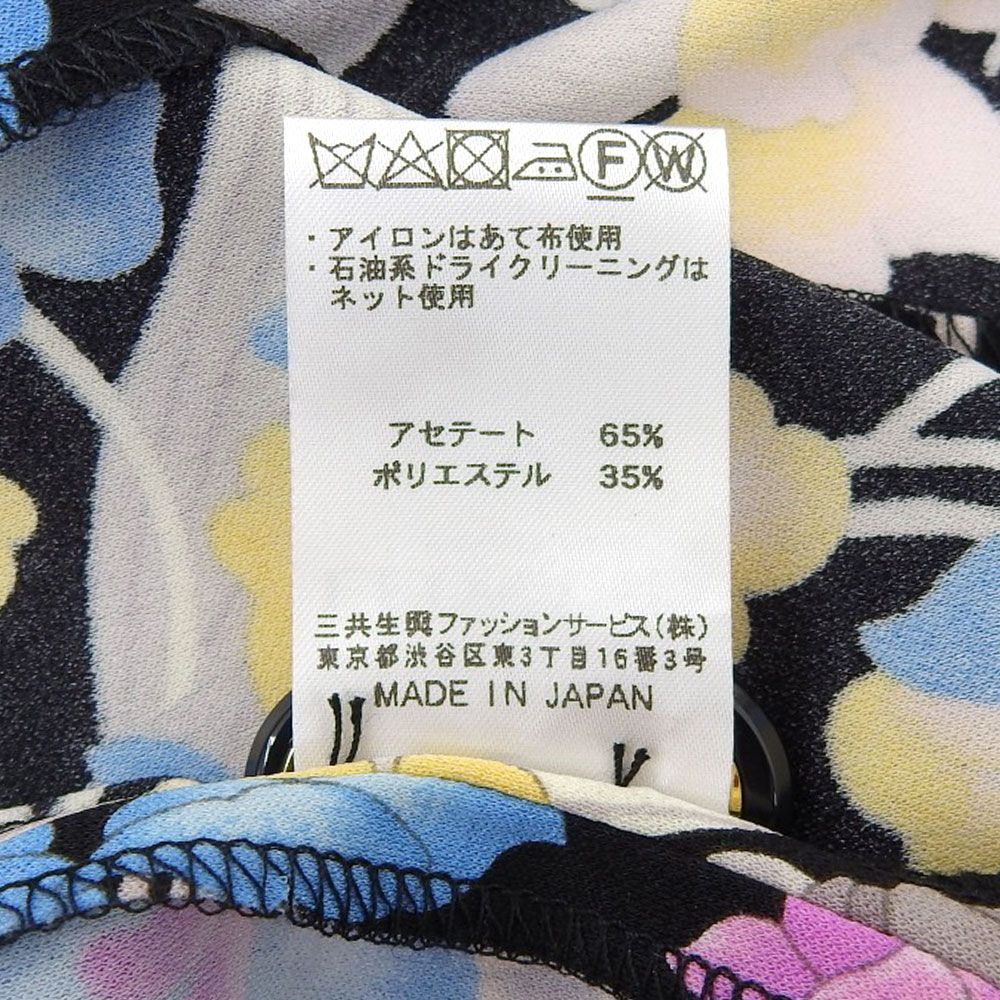 F W
・アイロンはあて布使用
・石油系ドライクリーニングは
ネット使用
アセテート 65%
ポリエステル 35%
三共生興ファッションサービス(株)
東京都渋谷区東3丁目16番3号
MADE IN JAPAN